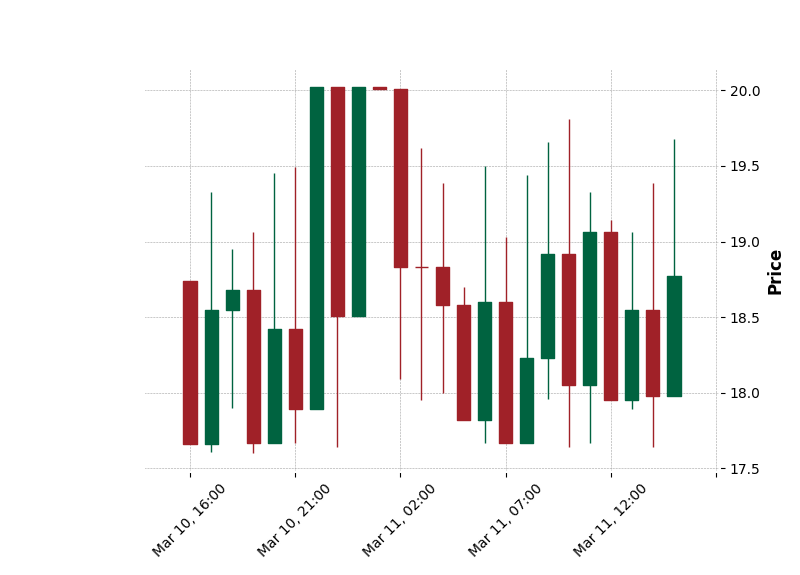 20.0
19.5
19.0
18.5
18.0
17.5
Price
Mar 10, 16:00
Mar 10, 21:00
Mar 11, 02:00
Mar 11, 07:00
Mar 11, 12:00